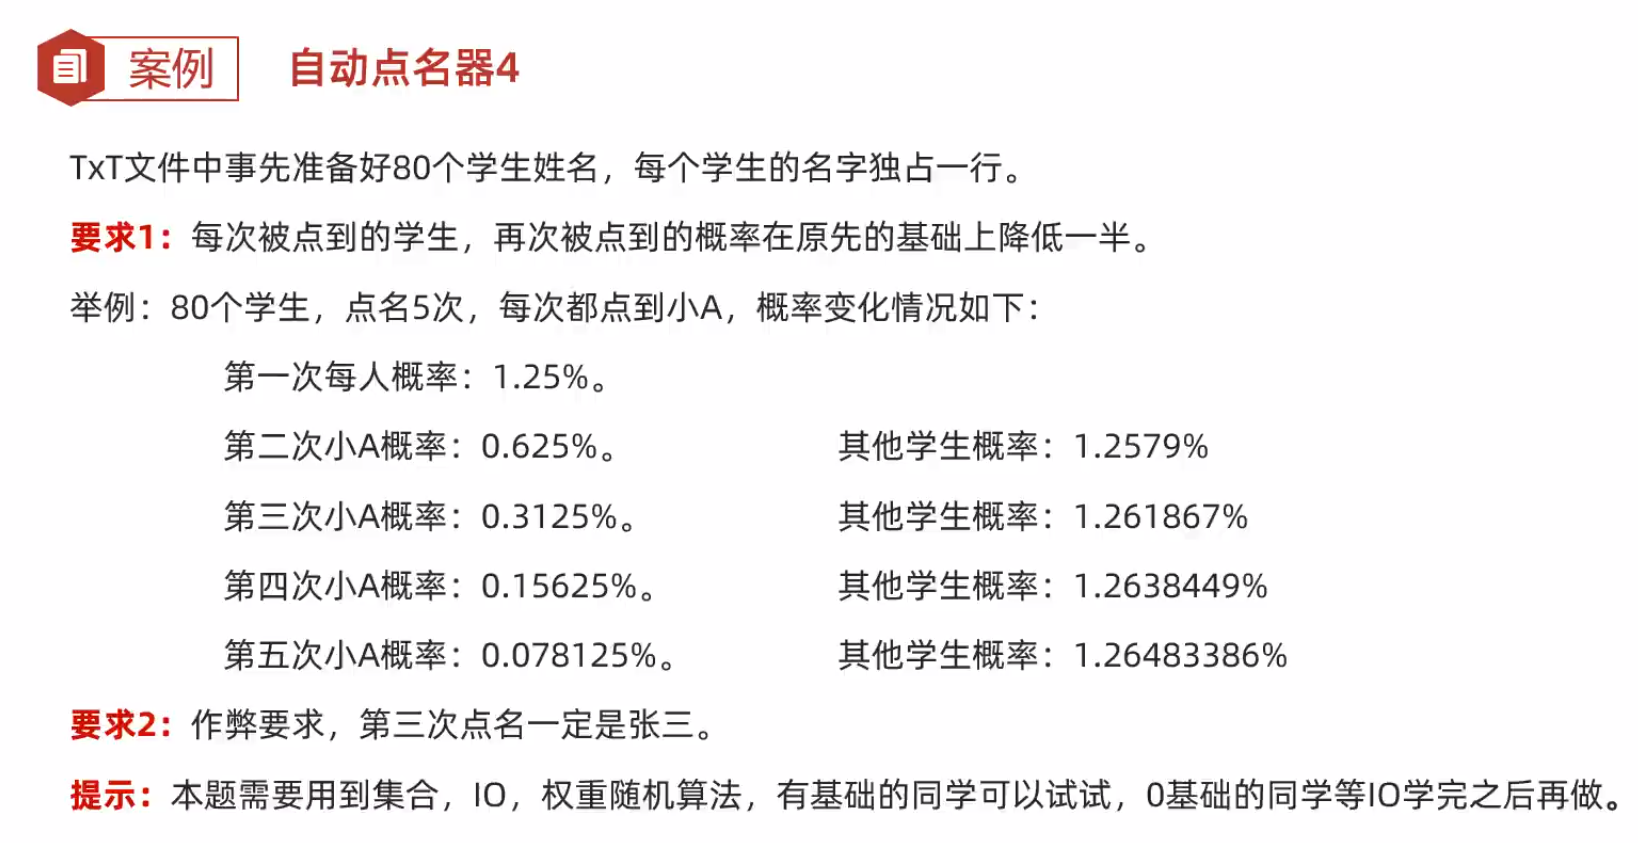 案例 自动点名器4
TxT文件中事先准备好80个学生姓名，每个学生的名字独占一行。
要求1：每次被点到的学生，再次被点到的概率在原先的基础上降低一半。
举例：80个学生，点名5次，每次都点到小A，概率变化情况如下：
第一次每人概率：1.25%。
第二次小A概率：0.625%。 其他学生概率：1.2579%
第三次小A概率：0.3125%。 其他学生概率：1.261867%
第四次小A概率：0.15625%。 其他学生概率：1.2638449%
第五次小A概率：0.078125%。 其他学生概率：1.26483386%
要求2：作弊要求，第三次点名一定是张三。
提示：本题需要用到集合，IO，权重随机算法，有基础的同学可以试试，0基础的同学等IO学完之后再做。